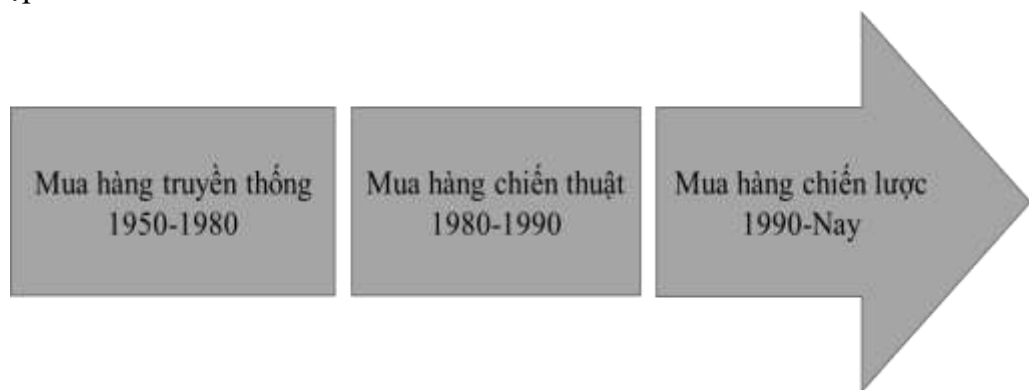 Mua hàng truyền thống
1950-1980
Mua hàng chiến thuật
1980-1990
Mua hàng chiến lược
1990-Nay